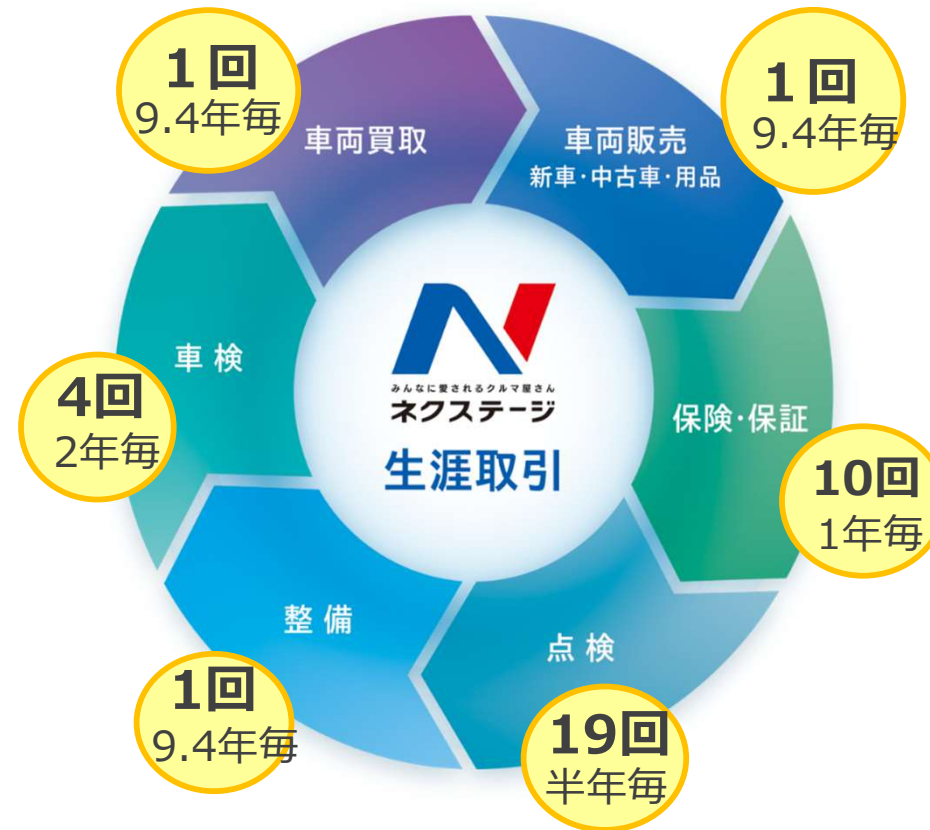 1回
9.4年毎
車両買取
車両販売
新車･中古車･用品
1回
9.4年毎
車検
4回
2年毎
みんなに愛されるクルマ屋さん
ネクステージ
生涯取引
保険･保証
10回
1年毎
整備
1回
9.4年毎
点検
19回
半年毎